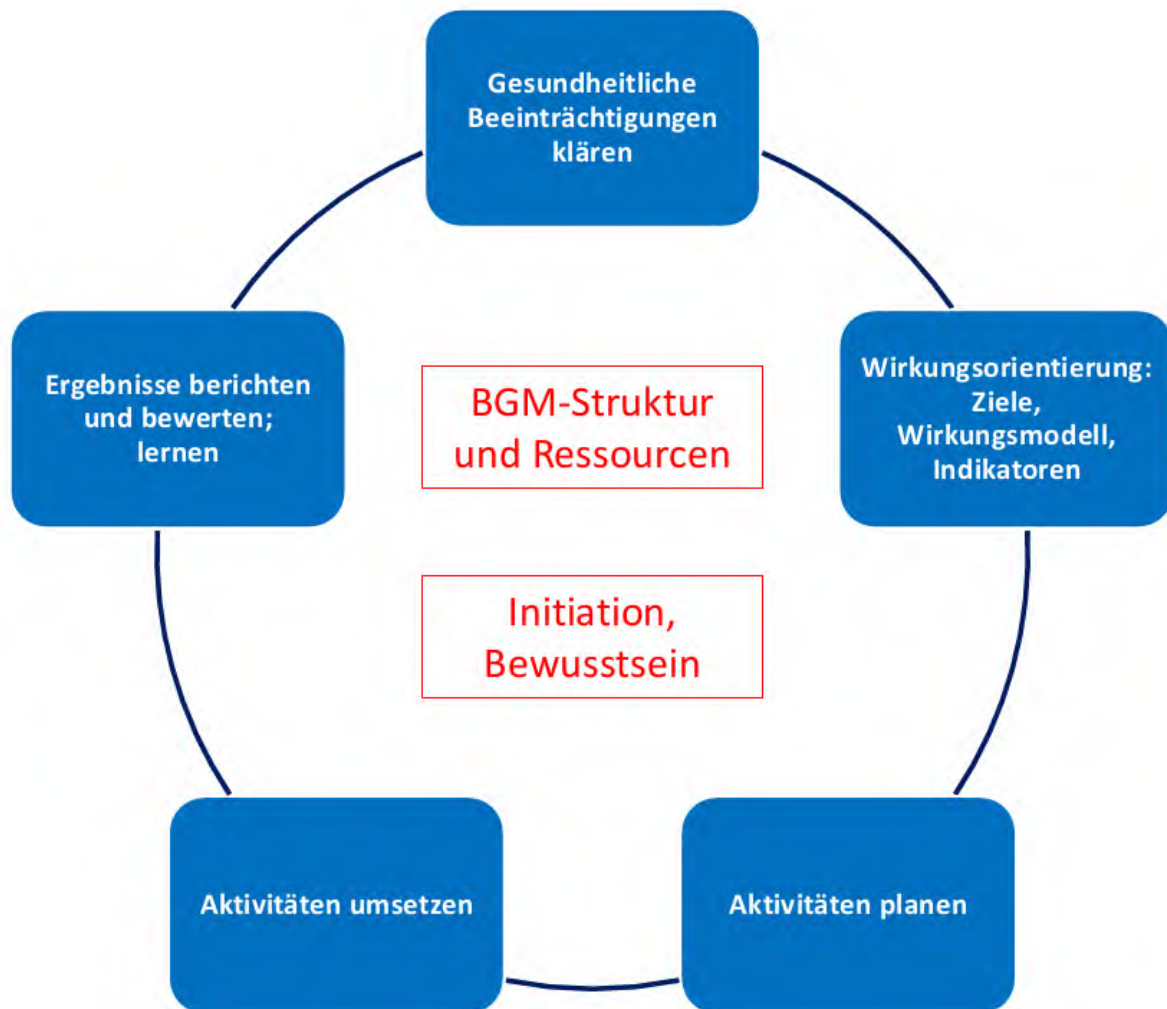 Gesundheitliche
Beeinträchtigungen
klären
Wirkungsorientierung:
Ziele,
Wirkungsmodell,
Indikatoren
Aktivitäten planen
Aktivitäten umsetzen
Ergebnisse berichten
und bewerten;
lernen
BGM-Struktur
und Ressourcen
Initiation,
Bewusstsein